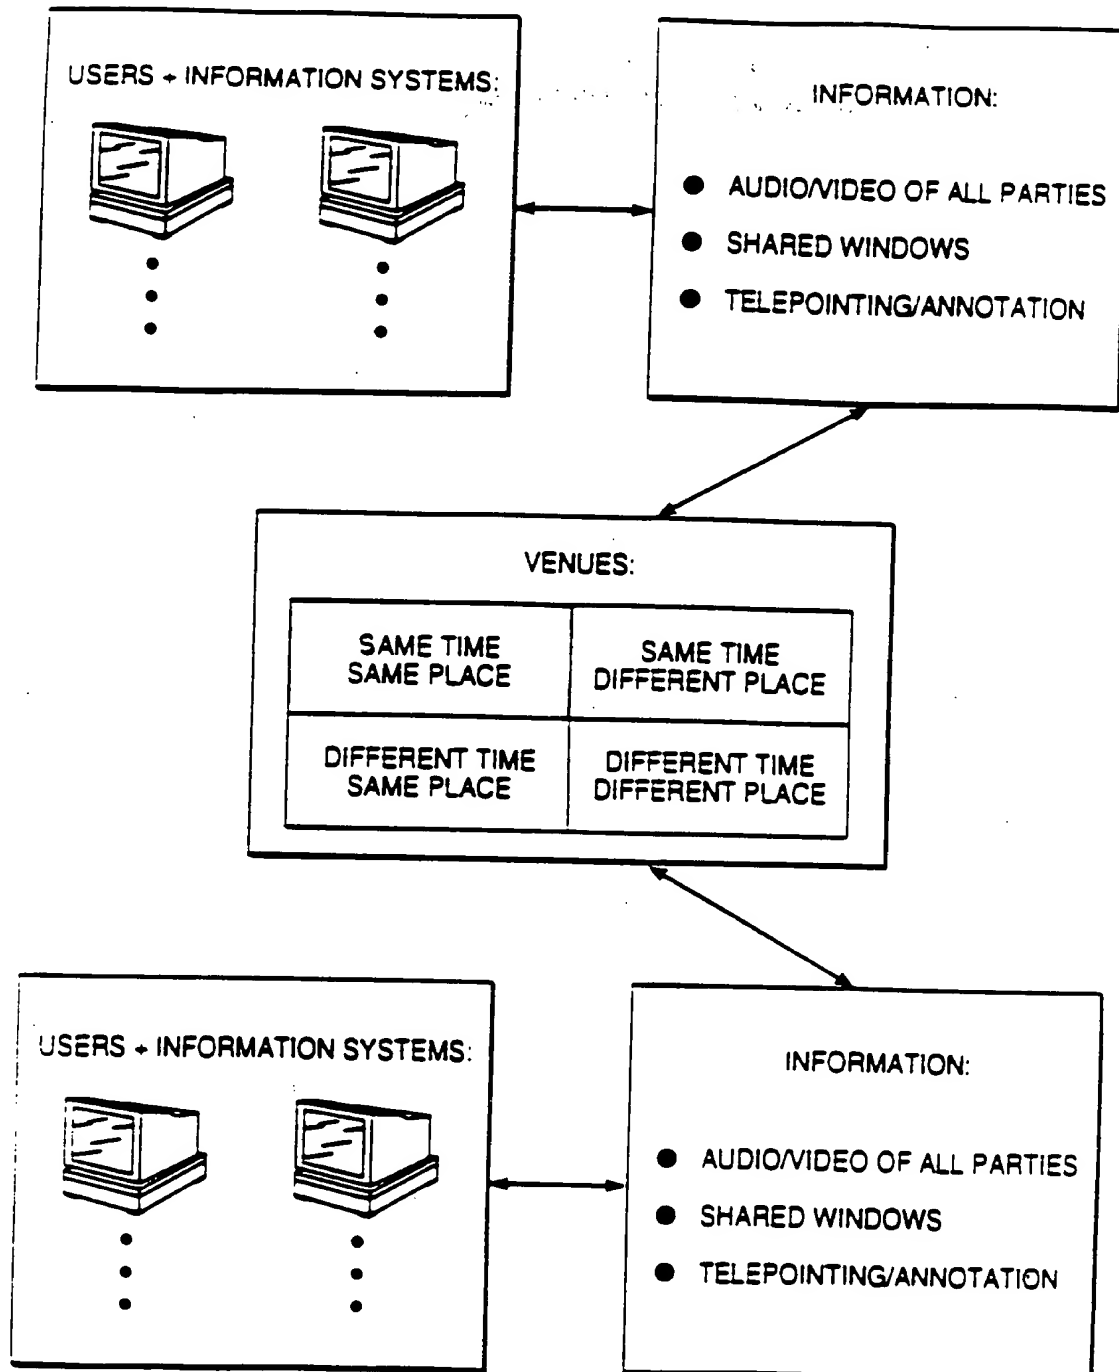 USERS + INFORMATION SYSTEMS:
INFORMATION:
● AUDIO/VIDEO OF ALL PARTIES
● SHARED WINDOWS
● TELEPOINTING/ANNOTATION
VENUES:
SAME TIME
SAME PLACE
SAME TIME
DIFFERENT PLACE
DIFFERENT TIME
SAME PLACE
DIFFERENT TIME
DIFFERENT PLACE
USERS + INFORMATION SYSTEMS:
INFORMATION:
● AUDIO/VIDEO OF ALL PARTIES
● SHARED WINDOWS
● TELEPOINTING/ANNOTATION